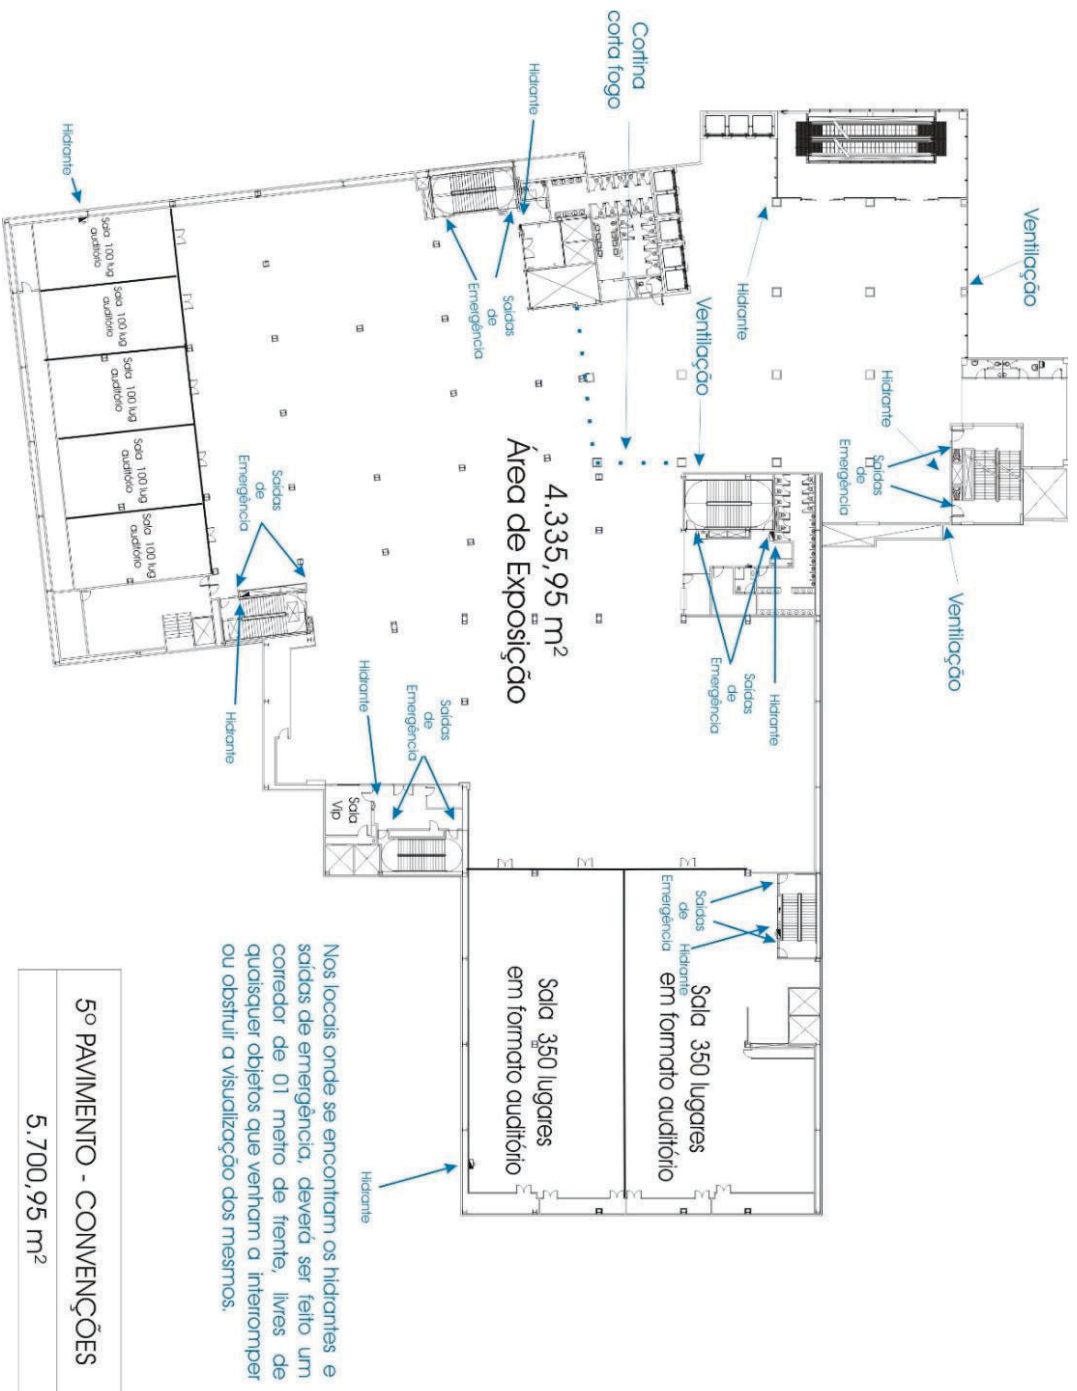 Ventilação
Ventilação
Hidrante
Saídas
de
Emergência
Hidrante
Hidrante
Saídas
de
Emergência
Ventilação
Saídas
de
Emergência
Hidrante
Sala 350 lugares
em formato auditório
Cortina
corta fogo
4.335,95 m²
Área de Exposição
Sala 350 lugares
em formato auditório
Hidrante
Saídas
de
Emergência
Saídas
de
Emergência
Hidrante
Hidrante
Sala
Vip
Saídas
de
Emergência
Hidrante
Sala 100 lug
auditório
Sala 100 lug
auditório
Sala 100 lug
auditório
Sala 100 lug
auditório
Sala 100 lug
auditório
Hidrante
Nos locais onde se encontram os hidrantes e
saídas de emergência, deverá ser feito um
corredor de 01 metro de frente, livres de
quaisquer objetos que venham a interromper
ou obstruir a visualização dos mesmos.
5º PAVIMENTO - CONVENÇÕES
5.700,95 m²